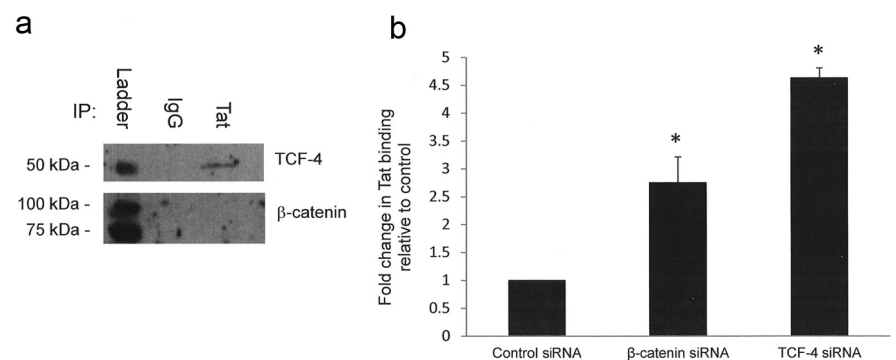 a
IP:
Ladder
IgG
Tat
50 kDa -
TCF-4
100 kDa -
75 kDa -
β-catenin
b
Fold change in Tat binding
relative to control
5
4.5
4
3.5
3
2.5
2
1.5
1
0.5
0
*
*
Control siRNA
β-catenin siRNA
TCF-4 siRNA